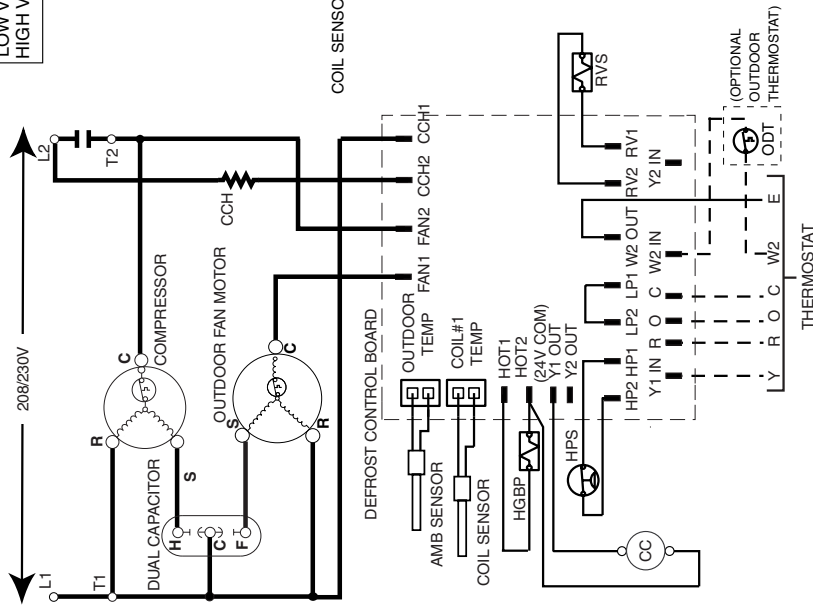 LOW V
HIGH V
208/230V
L1
L2
T1
T2
COIL SENSO
COMPRESSOR
R
C
S
CCH
OUTDOOR FAN MOTOR
S
C
R
DUAL CAPACITOR
H
C
F
DEFROST CONTROL BOARD
FAN1
FAN2
CCH2
CCH1
OUTDOOR
TEMP
COIL#1
TEMP
AMB SENSOR
COIL SENSOR
HOT1
HOT2
(24V COM)
Y1 OUT
Y2 OUT
HGBP
HPS
CC
HP2
HP1
LP2
LP1
W2 OUT
RV2
RV1
Y1 IN
R
O
C
W2 IN
Y2 IN
RVS
(OPTIONAL
OUTDOOR
THERMOSTAT)
ODT
Y
R
O
C
W2
E
THERMOSTAT